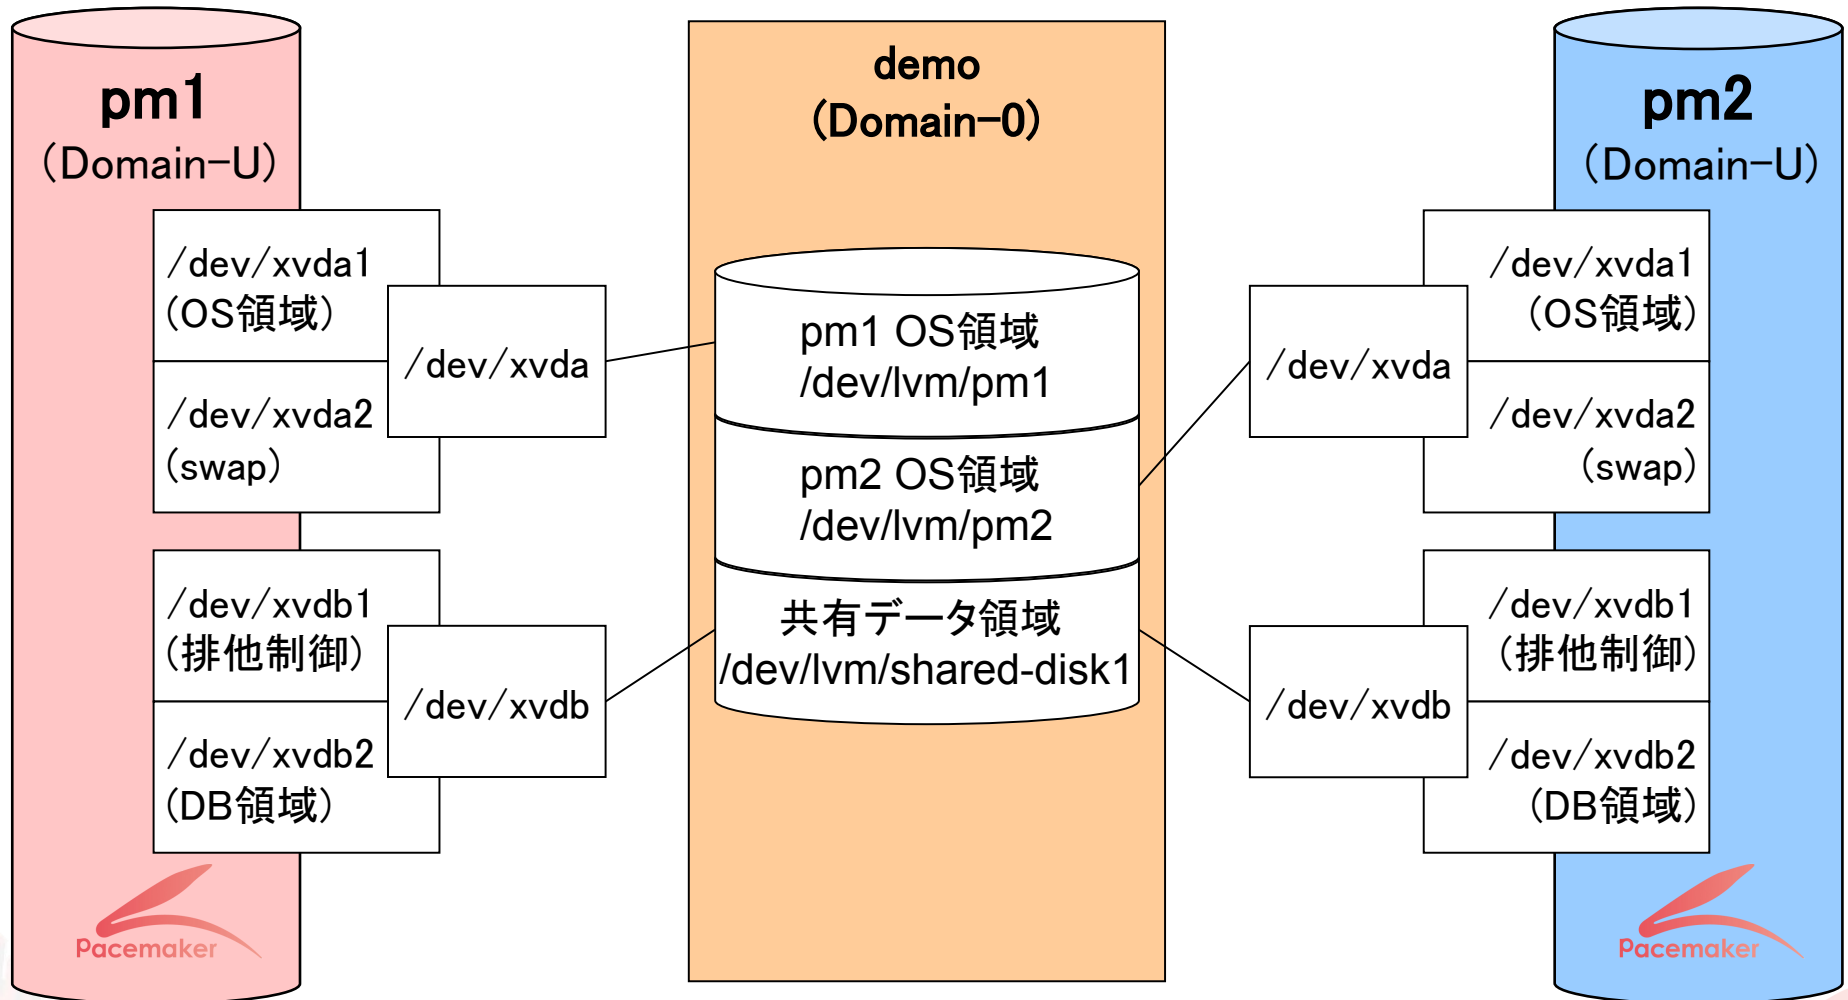 pm1
(Domain-U)
/dev/xvda1
(OS領域)
/dev/xvda2
(swap)
/dev/xvda
/dev/xvdb1
(排他制御)
/dev/xvdb2
(DB領域)
/dev/xvdb
Pacemaker
demo
(Domain-0)
pm1 OS領域
/dev/lvm/pm1
pm2 OS領域
/dev/lvm/pm2
共有データ領域
/dev/lvm/shared-disk1
pm2
(Domain-U)
/dev/xvda
/dev/xvda1
(OS領域)
/dev/xvda2
(swap)
/dev/xvdb
/dev/xvdb1
(排他制御)
/dev/xvdb2
(DB領域)
Pacemaker